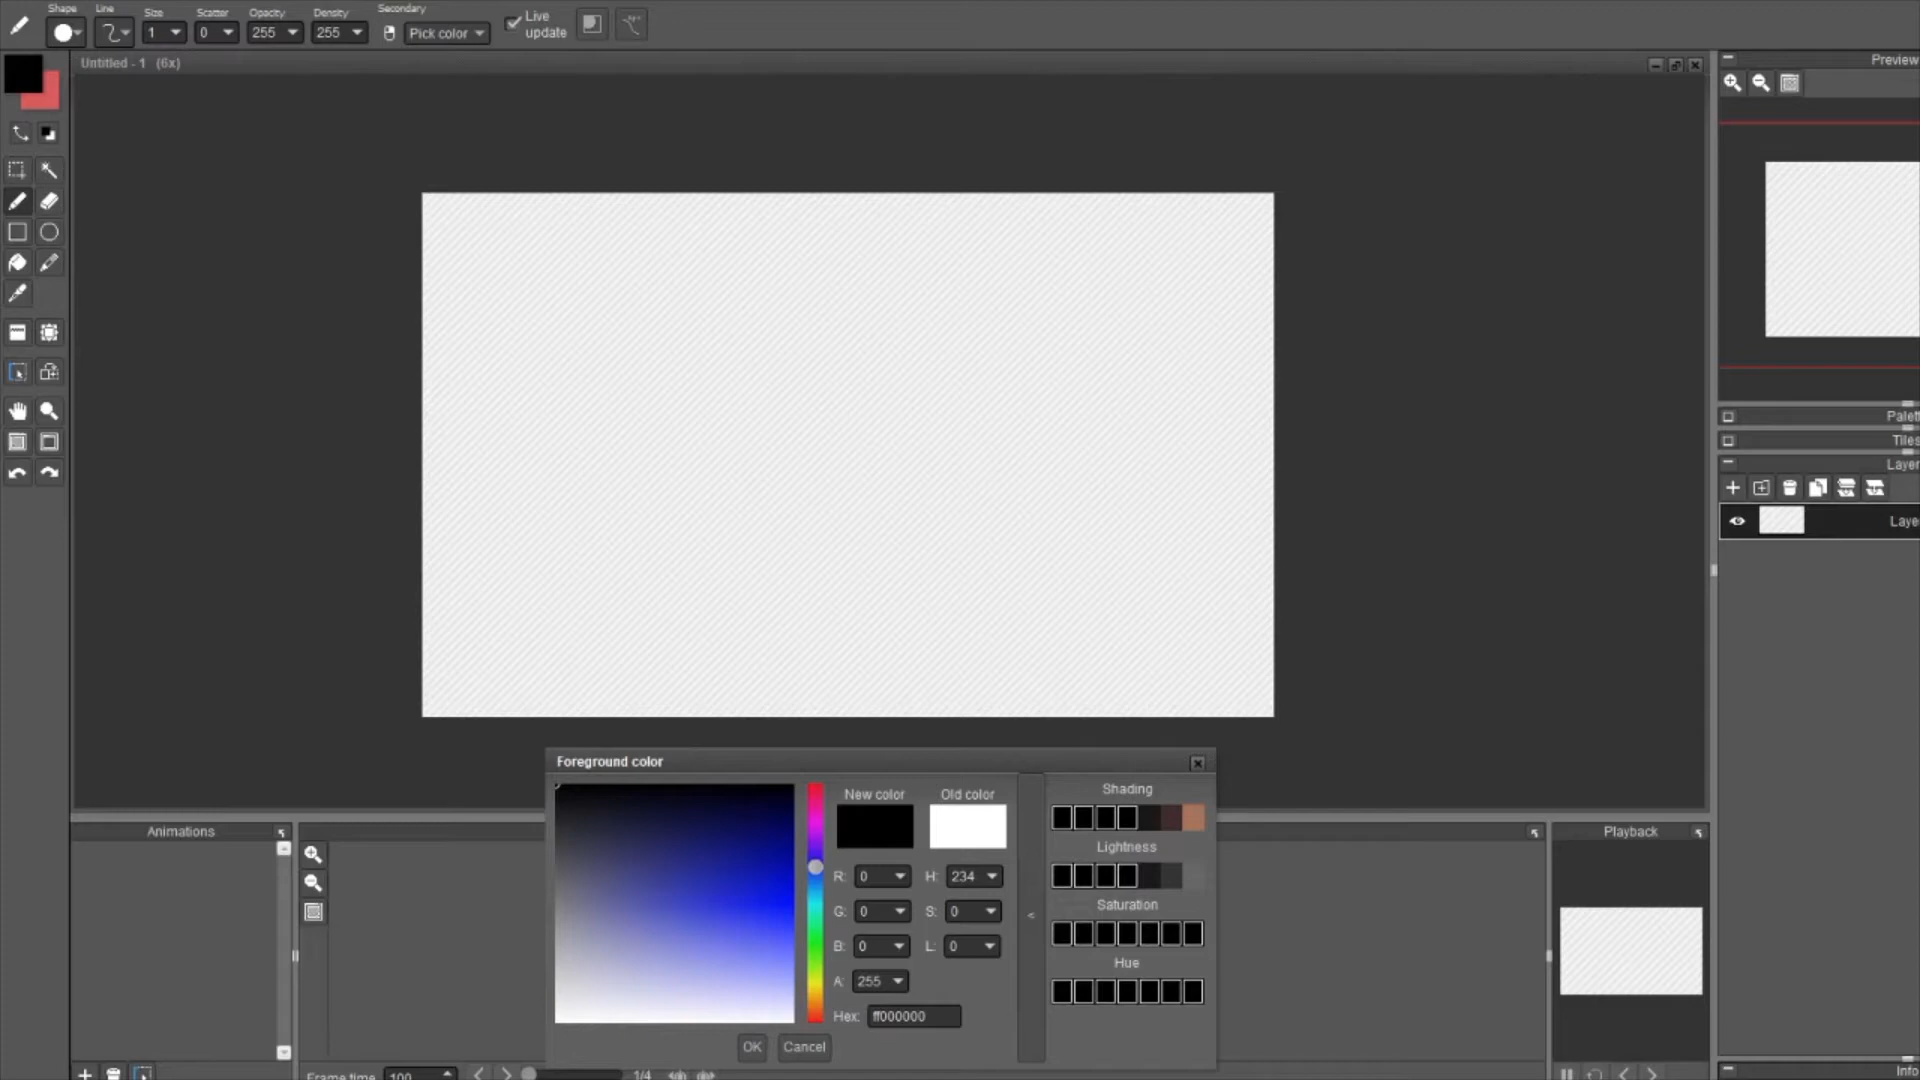 Shape Line Size Scatter Opacity Density Secondary
1 0 255 255 Pick color Live update
Untitled - 1 (6x)
Preview
Palet
Tiles
Layer
Laye
Foreground color
New color Old color
R: 0 H: 234
G: 0 S: 0
B: 0 L: 0
A: 255
Hex: ff000000
OK Cancel
<
Shading
Lightness
Saturation
Hue
Animations
Playback
Frame time 100 1/4
Info